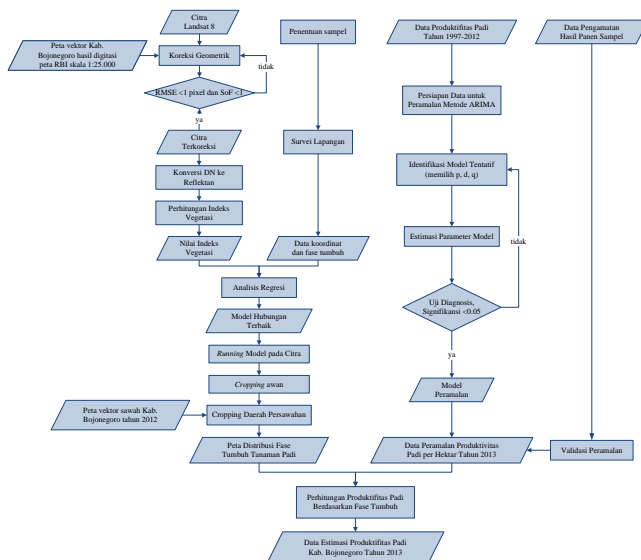 Citra
Landsat 8
Peta vektor Kab.
Bojonegoro hasil digitasi
peta RBI skala 1:25.000
Koreksi Geometrik
tidak
RMSE <1 pixel dan SoF <1
ya
Citra
Terkoreksi
Konversi DN ke
Reflektan
Perhitungan Indeks
Vegetasi
Nilai Indeks
Vegetasi
Penentuan sampel
Survei Lapangan
Data koordinat
dan fase tumbuh
Analisis Regresi
Model Hubungan
Terbaik
Running Model pada Citra
Cropping awan
Peta vektor sawah Kab.
Bojonegoro tahun 2012
Cropping Daerah Persawahan
Peta Distribusi Fase
Tumbuh Tanaman Padi
Data Produktifitas Padi
Tahun 1997-2012
Persiapan Data untuk
Peramalan Metode ARIMA
Identifikasi Model Tentatif
(memilih p, d, q)
Estimasi Parameter Model
tidak
Uji Diagnosis,
Signifikansi <0.05
ya
Model
Peramalan
Data Peramalan Produktivitas
Padi per Hektar Tahun 2013
Data Pengamatan
Hasil Panen Sampel
Validasi Peramalan
Perhitungan Produktifitas Padi
Berdasarkan Fase Tumbuh
Data Estimasi Produktifitas Padi
Kab. Bojonegoro Tahun 2013